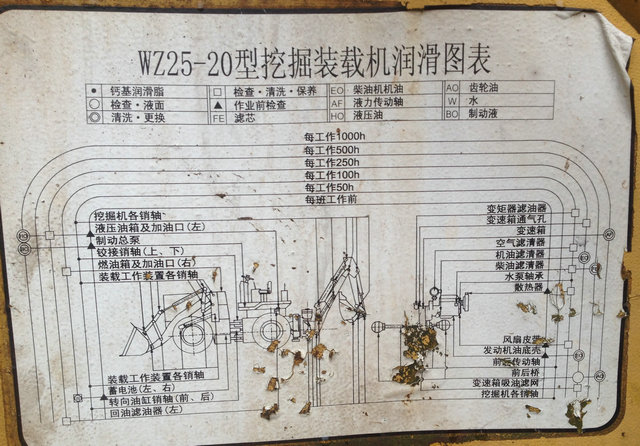 WZ25-20型挖掘装载机润滑图表
● 钙基润滑脂 □ 检查·清洗·保养 EO 柴油机机油 AO 齿轮油
○ 检查·液面 ▲ 作业前检查 AF 液力传动轴 W 水
◎ 清洗·更换 FE 滤芯 HO 液压油 BO 制动液
每工作1000h
每工作500h
每工作250h
每工作100h
每工作50h
每班工作前
挖掘机各销轴
液压油箱及加油口(左)
制动总泵
铰接销轴(上、下)
燃油箱及加油口(右)
装载工作装置各销轴
变矩器滤油器
变速箱通气孔
变速箱
空气滤清器
机油滤清器
柴油滤清器
水泵轴承
散热器
装载工作装置各销轴
蓄电池(左、右)
转向油缸销轴(前、后)
回油滤油器(左)
风扇皮带
发动机油底壳
前后传动轴
前后桥
变速箱吸油滤网
挖掘机各销轴